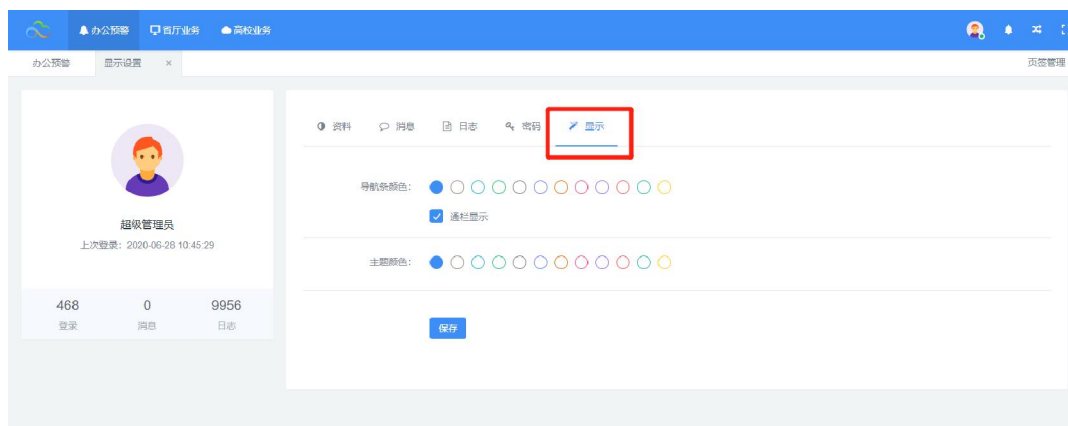 办公预警 省厅业务 高校业务
办公预警 显示设置 × 页签管理
资料 消息 日志 密码 显示
导航条颜色：
通栏显示
超级管理员
上次登录：2020-06-28 10:45:29
主题颜色：
468 0 9956
登录 消息 日志
保存